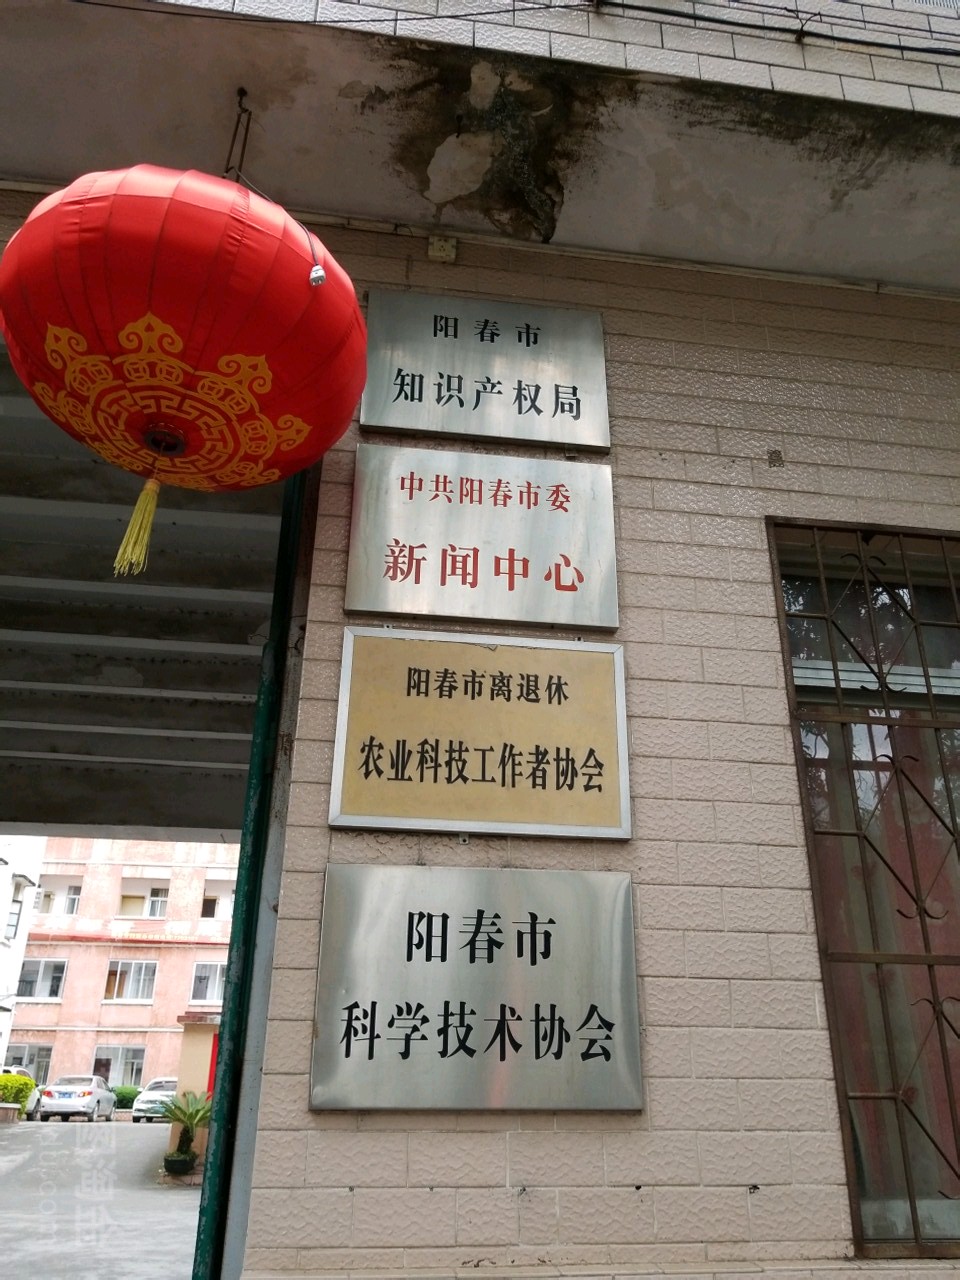 阳春市
知识产权局
中共阳春市委
新闻中心
阳春市离退休
农业科技工作者协会
阳春市
科学技术协会